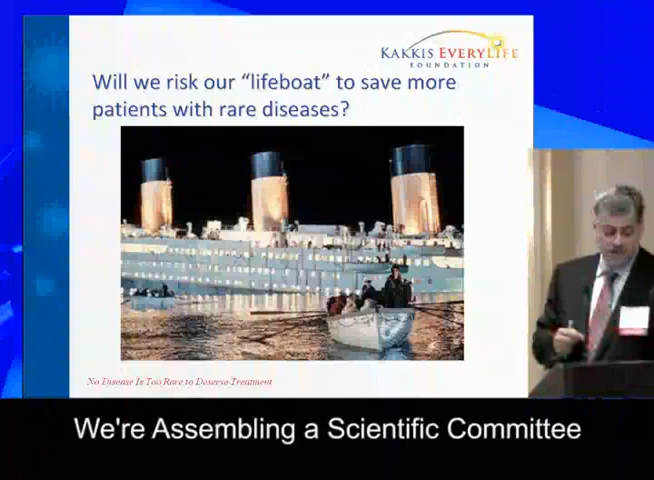 KAKKIS EVERYLIFE
FOUNDATION
Will we risk our “lifeboat” to save more
patients with rare diseases?
No Disease Is Too Rare to Deserve Treatment
We're Assembling a Scientific Committee